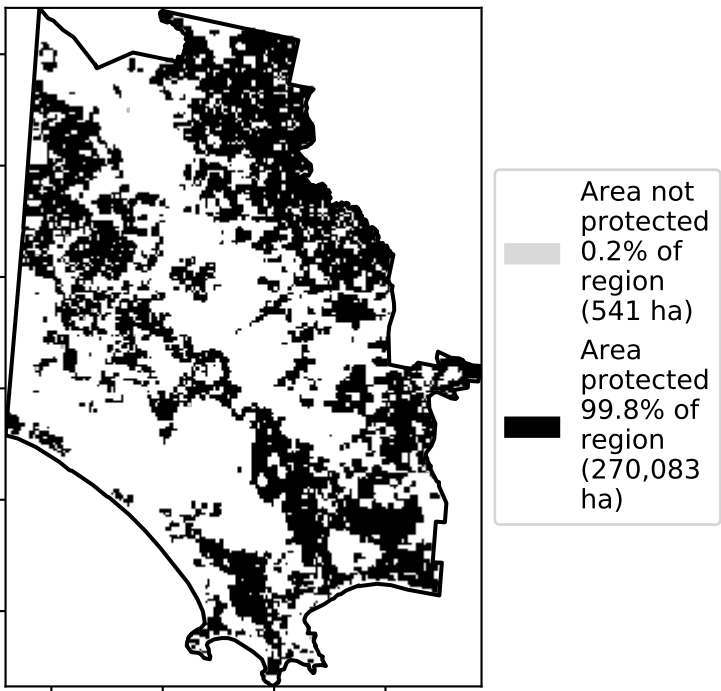 Area not
protected
0.2% of
region
(541 ha)
Area
protected
99.8% of
region
(270,083
ha)